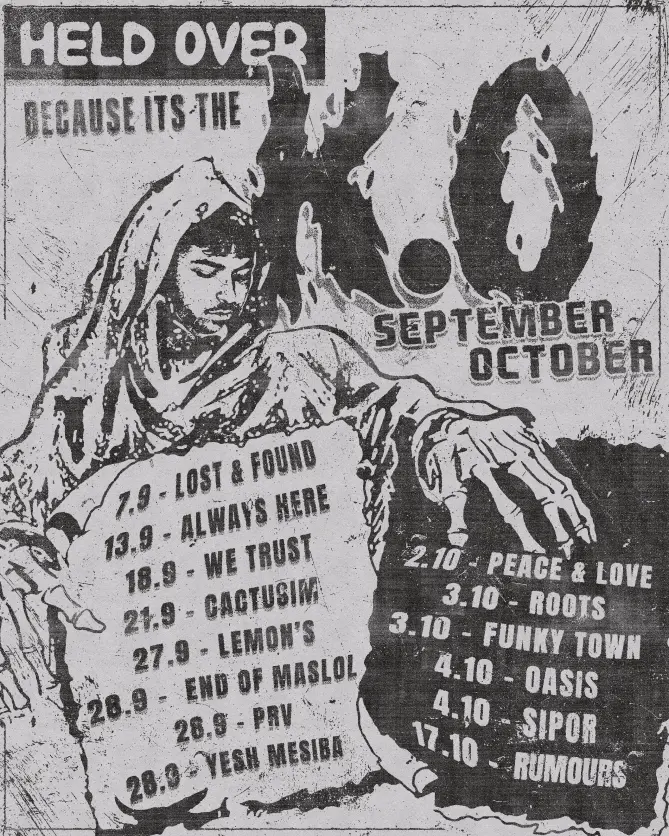 HELD OVER
BECAUSE ITS THE
K.O
SEPTEMBER
OCTOBER
7.9 - LOST & FOUND
13.9 - ALWAYS HERE
18.9 - WE TRUST
21.9 - CACTUSIM
27.9 - LEMON'S
28.9 - END OF MASLOL
28.9 - PRV
28.9 - YESH MESIBA
2.10 - PEACE & LOVE
3.10 - ROOTS
3.10 - FUNKY TOWN
4.10 - OASIS
4.10 - SIPOR
17.10 - RUMOURS